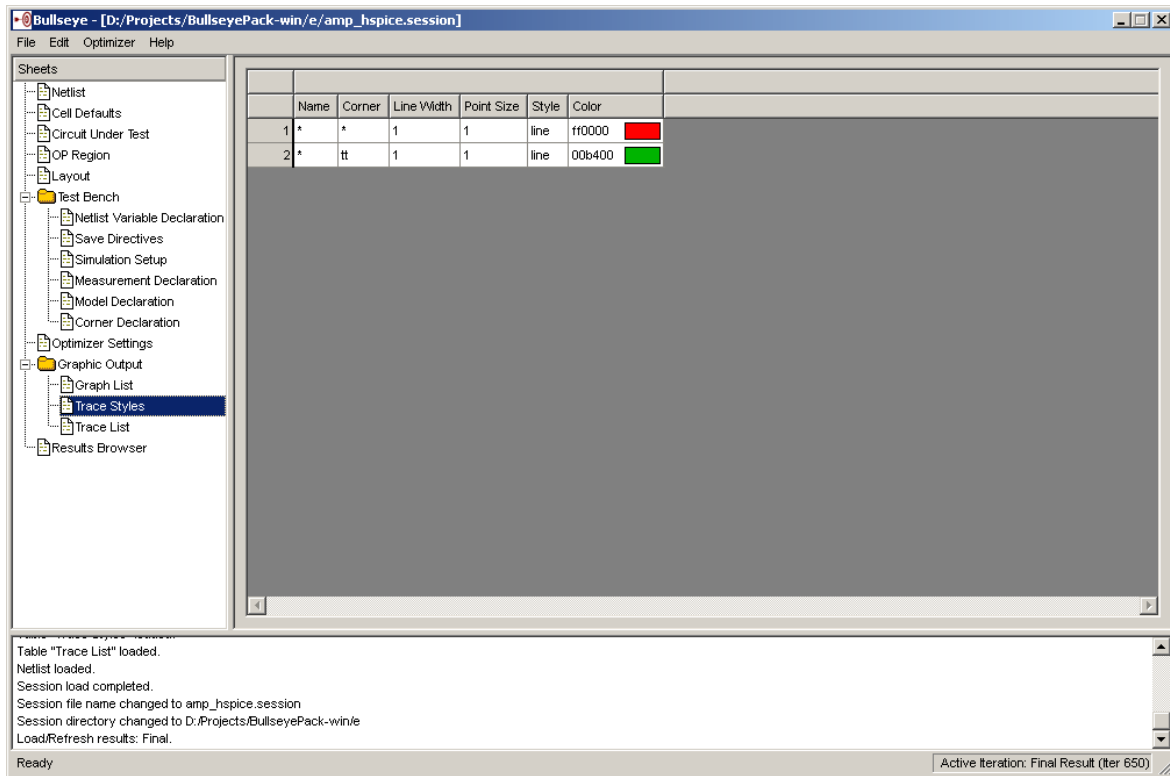 Bullseye - [D:/Projects/BullseyePack-win/e/amp_hspice.session]
File Edit Optimizer Help
Sheets
Netlist
Cell Defaults
Circuit Under Test
OP Region
Layout
Test Bench
Netlist Variable Declaration
Save Directives
Simulation Setup
Measurement Declaration
Model Declaration
Corner Declaration
Optimizer Settings
Graphic Output
Graph List
Trace Styles
Trace List
Results Browser
Name Corner Line Width Point Size Style Color
1 * * 1 1 line ff0000
2 * tt 1 1 line 00b400
Table "Trace List" loaded.
Netlist loaded.
Session load completed.
Session file name changed to amp_hspice.session
Session directory changed to D:/Projects/BullseyePack-win/e
Load/Refresh results: Final.
Ready
Active Iteration: Final Result (Iter 650)